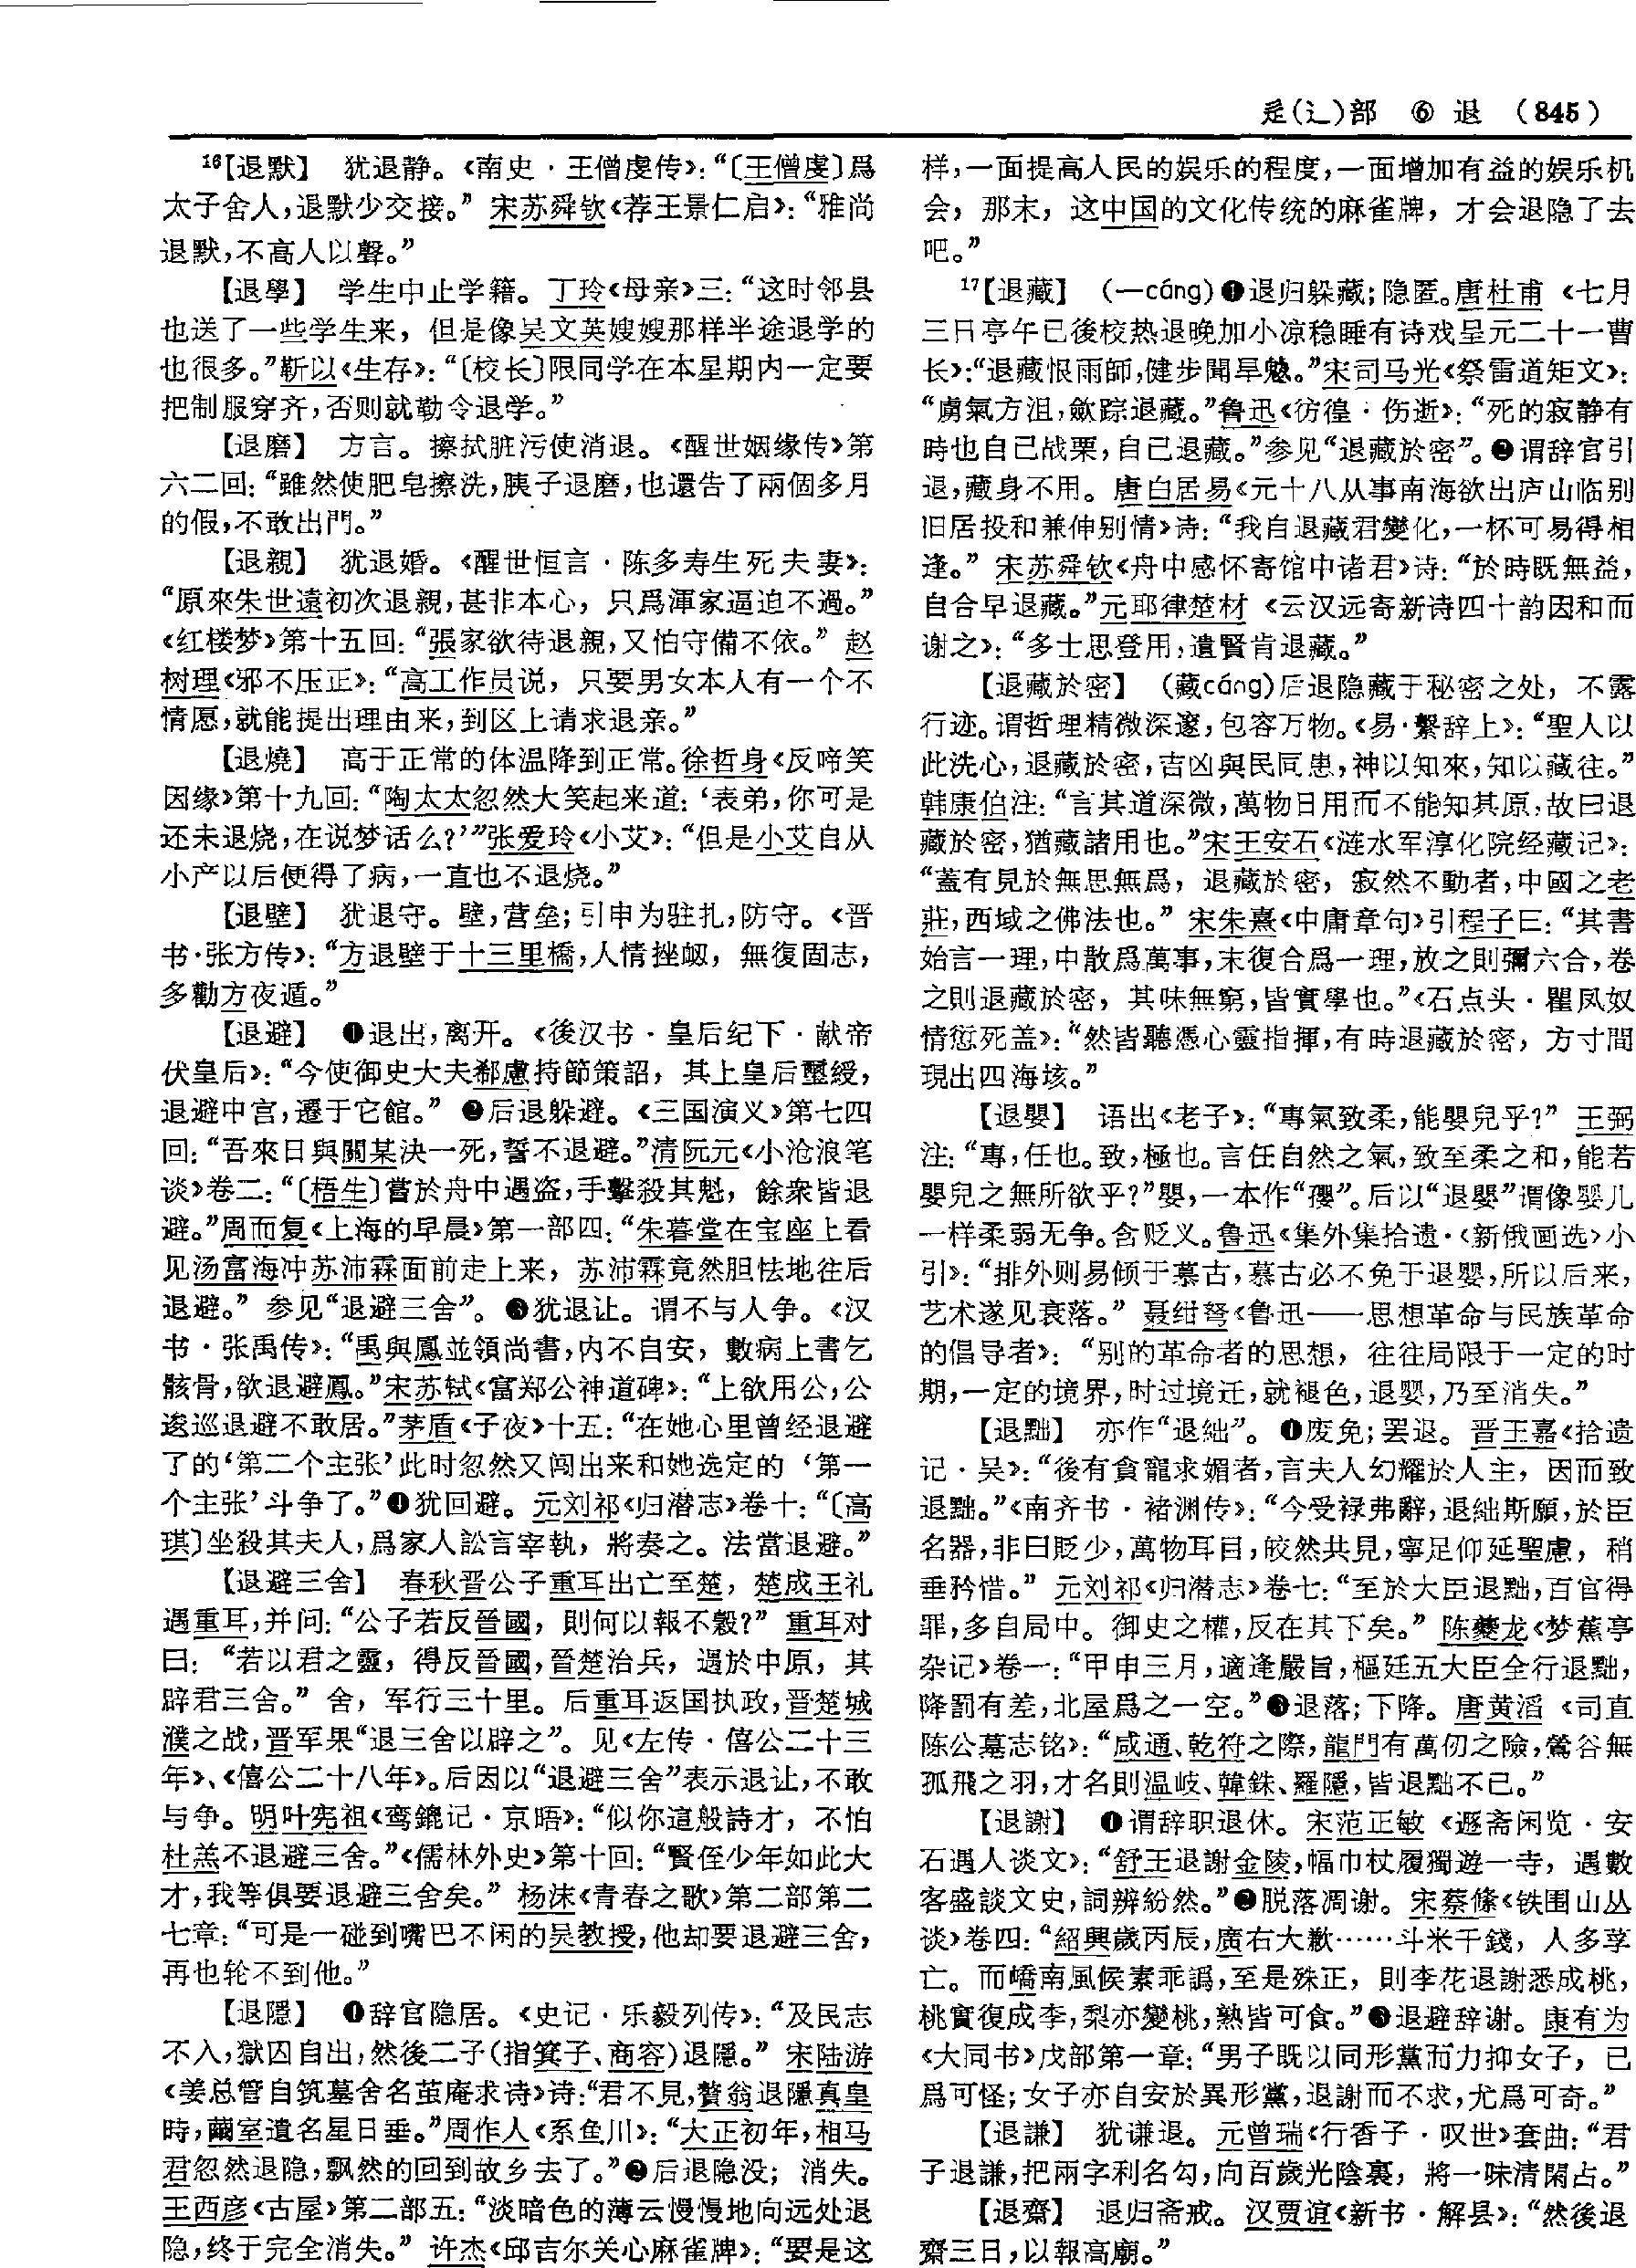 辵(辶)部 ⑥ 退 (845)
16【退默】 犹退静。《南史·王僧虔传》：“〔王僧虔〕爲
太子舍人，退默少交接。” 宋苏舜钦《荐王景仁启》：“雅尚
退默，不高人以聲。”
【退學】 学生中止学籍。丁玲《母亲》三：“这时邻县
也送了一些学生来，但是像吴文英嫂嫂那样半途退学的
也很多。”靳以《生存》：“〔校长〕限同学在本星期内一定要
把制服穿齐，否则就勒令退学。”
【退磨】 方言。擦拭脏污使消退。《醒世姻缘传》第
六二回：“雖然使肥皂擦洗，胰子退磨，也還告了兩個多月
的假，不敢出門。”
【退親】 犹退婚。《醒世恒言·陈多寿生死夫妻》：
“原來朱世遠初次退親，甚非本心，只爲渾家逼迫不過。”
《红楼梦》第十五回：“張家欲待退親，又怕守備不依。” 赵
树理《邪不压正》：“高工作员说，只要男女本人有一个不
情愿，就能提出理由来，到区上请求退亲。”
【退燒】 高于正常的体温降到正常。徐哲身《反啼笑
因缘》第十九回：“陶太太忽然大笑起来道：‘表弟，你可是
还未退烧，在说梦话么？’”张爱玲《小艾》：“但是小艾自从
小产以后便得了病，一直也不退烧。”
【退壁】 犹退守。壁，营垒；引申为驻扎，防守。《晋
书·张方传》：“方退壁于十三里橋，人情挫衄，無復固志，
多勸方夜遁。”
【退避】 ❶退出，离开。《後汉书·皇后纪下·献帝
伏皇后》：“今使御史大夫郗慮持節策詔，其上皇后璽綬，
退避中宫，遷于它館。” ❷后退躲避。《三国演义》第七四
回：“吾來日與關某決一死，誓不退避。”清阮元《小沧浪笔
谈》卷二：“〔梧生〕嘗於舟中遇盗，手擊殺其魁，餘衆皆退
避。”周而复《上海的早晨》第一部四：“朱暮堂在宝座上看
见汤富海冲苏沛霖面前走上来，苏沛霖竟然胆怯地往后
退避。” 参见“退避三舍”。❸犹退让。谓不与人争。《汉
书·张禹传》：“禹與鳳並領尚書，内不自安，數病上書乞
骸骨，欲退避鳳。”宋苏轼《富郑公神道碑》：“上欲用公，公
逡巡退避不敢居。”茅盾《子夜》十五：“在她心里曾经退避
了的‘第二个主张’此时忽然又闯出来和她选定的‘第一
个主张’斗争了。”❹犹回避。元刘祁《归潜志》卷十：“〔高
琪〕坐殺其夫人，爲家人訟言宰執，將奏之。法當退避。”
【退避三舍】 春秋晋公子重耳出亡至楚，楚成王礼
遇重耳，并问：“公子若反晉國，則何以報不穀？” 重耳对
曰：“若以君之靈，得反晉國，晉楚治兵，遇於中原，其
辟君三舍。” 舍，军行三十里。后重耳返国执政，晋楚城
濮之战，晋军果“退三舍以辟之”。见《左传·僖公二十三
年》、《僖公二十八年》。后因以“退避三舍”表示退让，不敢
与争。明叶宪祖《鸾鎞记·京晤》：“似你這般詩才，不怕
杜羔不退避三舍。”《儒林外史》第十回：“賢侄少年如此大
才，我等俱要退避三舍矣。” 杨沫《青春之歌》第二部第二
七章：“可是一碰到嘴巴不闲的吴教授，他却要退避三舍，
再也轮不到他。”
【退隱】 ❶辞官隐居。《史记·乐毅列传》：“及民志
不入，獄囚自出，然後二子(指箕子、商容)退隱。” 宋陆游
《姜总管自筑墓舍名茧庵求诗》诗：“君不見，贅翁退隱真皇
時，繭室遺名星日垂。”周作人《系鱼川》：“大正初年，相马
君忽然退隐，飘然的回到故乡去了。”❷后退隐没；消失。
王西彦《古屋》第二部五：“淡暗色的薄云慢慢地向远处退
隐，终于完全消失。” 许杰《邱吉尔关心麻雀牌》：“要是这
样，一面提高人民的娱乐的程度，一面增加有益的娱乐机
会，那末，这中国的文化传统的麻雀牌，才会退隐了去
吧。”
17【退藏】 (—cáng)❶退归躲藏；隐匿。唐杜甫《七月
三日亭午已後校热退晚加小凉稳睡有诗戏呈元二十一曹
长》：“退藏恨雨師，健步聞旱魃。”宋司马光《祭雷道矩文》：
“虜氣方沮，斂踪退藏。”鲁迅《彷徨·伤逝》：“死的寂静有
時也自己战栗，自己退藏。”参见“退藏於密”。❷谓辞官引
退，藏身不用。唐白居易《元十八从事南海欲出庐山临别
旧居投和兼伸别情》诗：“我自退藏君變化，一杯可易得相
逢。” 宋苏舜钦《舟中感怀寄馆中诸君》诗：“於時既無益，
自合早退藏。”元耶律楚材《云汉远寄新诗四十韵因和而
谢之》：“多士思登用，遺賢肯退藏。”
【退藏於密】 (藏cáng)后退隐藏于秘密之处，不露
行迹。谓哲理精微深邃，包容万物。《易·繫辞上》：“聖人以
此洗心，退藏於密，吉凶與民同患，神以知來，知以藏往。”
韩康伯注：“言其道深微，萬物日用而不能知其原，故曰退
藏於密，猶藏諸用也。”宋王安石《涟水军淳化院经藏记》：
“蓋有見於無思無爲，退藏於密，寂然不動者，中國之老
莊，西域之佛法也。” 宋朱熹《中庸章句》引程子曰：“其書
始言一理，中散爲萬事，末復合爲一理，放之則彌六合，卷
之則退藏於密，其味無窮，皆實學也。”《石点头·瞿凤奴
情愆死盖》：“然皆聽憑心靈指揮，有時退藏於密，方寸間
現出四海垓。”
【退嬰】 语出《老子》：“專氣致柔，能嬰兒乎？” 王弼
注：“專，任也。致，極也。言任自然之氣，致至柔之和，能若
嬰兒之無所欲乎？”嬰，一本作“孾”。后以“退嬰”谓像婴儿
一样柔弱无争。含贬义。鲁迅《集外集拾遗·〈新俄画选〉小
引》：“排外则易倾于慕古，慕古必不免于退婴，所以后来，
艺术遂见衰落。” 聂绀弩《鲁迅——思想革命与民族革命
的倡导者》：“别的革命者的思想，往往局限于一定的时
期，一定的境界，时过境迁，就褪色，退婴，乃至消失。”
【退黜】 亦作“退絀”。❶废免；罢退。晋王嘉《拾遗
记·吴》：“後有貪寵求媚者，言夫人幻耀於人主，因而致
退黜。”《南齐书·褚渊传》：“今受禄弗辭，退絀斯願，於臣
名器，非曰貶少，萬物耳目，皎然共見，寧足仰延聖慮，稍
垂矜惜。” 元刘祁《归潜志》卷七：“至於大臣退黜，百官得
罪，多自局中。御史之權，反在其下矣。” 陈夔龙《梦蕉亭
杂记》卷一：“甲申三月，適逢嚴旨，樞廷五大臣全行退黜，
降罰有差，北屋爲之一空。”❸退落；下降。唐黄滔《司直
陈公墓志铭》：“咸通、乾符之際，龍門有萬仞之險，鶯谷無
孤飛之羽，才名則温岐、韓銖、羅隱，皆退黜不已。”
【退謝】 ❶谓辞职退休。宋范正敏《遯斋闲览·安
石遇人谈文》：“舒王退謝金陵，幅巾杖履獨遊一寺，遇數
客盛談文史，詞辨紛然。”❷脱落凋谢。宋蔡絛《铁围山丛
谈》卷四：“紹興歲丙辰，廣右大歉……斗米千錢，人多莩
亡。而嶠南風候素乖譌，至是殊正，則李花退謝悉成桃，
桃實復成李，梨亦變桃，熟皆可食。”❸退避辞谢。康有为
《大同书》戊部第一章：“男子既以同形黨而力抑女子，已
爲可怪；女子亦自安於異形黨，退謝而不求，尤爲可奇。”
【退謙】 犹谦退。元曾瑞《行香子·叹世》套曲：“君
子退謙，把兩字利名勾，向百歲光陰裏，將一味清閑占。”
【退齋】 退归斋戒。汉贾谊《新书·解县》：“然後退
齋三日，以報高廟。”